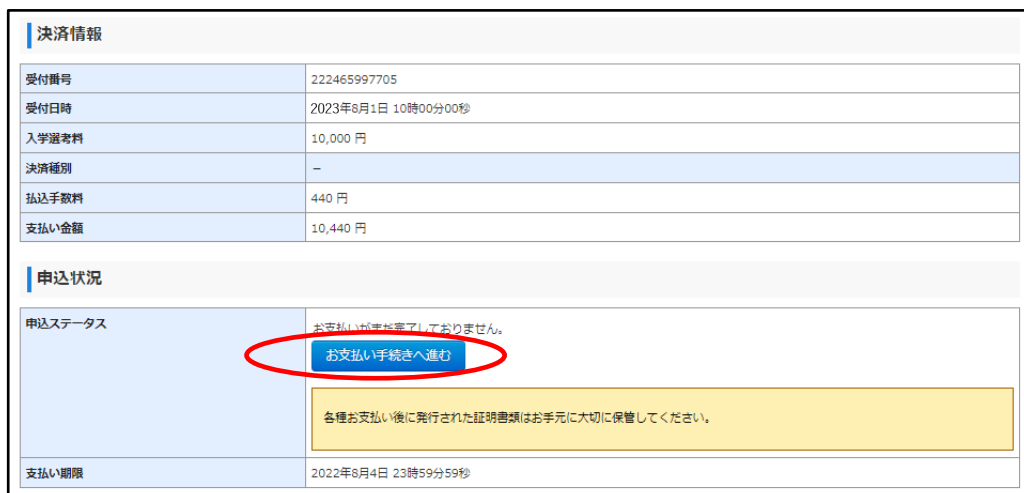 決済情報
受付番号 222465997705
受付日時 2023年8月1日 10時00分00秒
入学選考料 10,000 円
決済種別 －
払込手数料 440 円
支払い金額 10,440 円
申込状況
申込ステータス お支払いがまだ完了しておりません。
お支払い手続きへ進む
各種お支払い後に発行された証明書類はお手元に大切に保管してください。
支払い期限 2022年8月4日 23時59分59秒